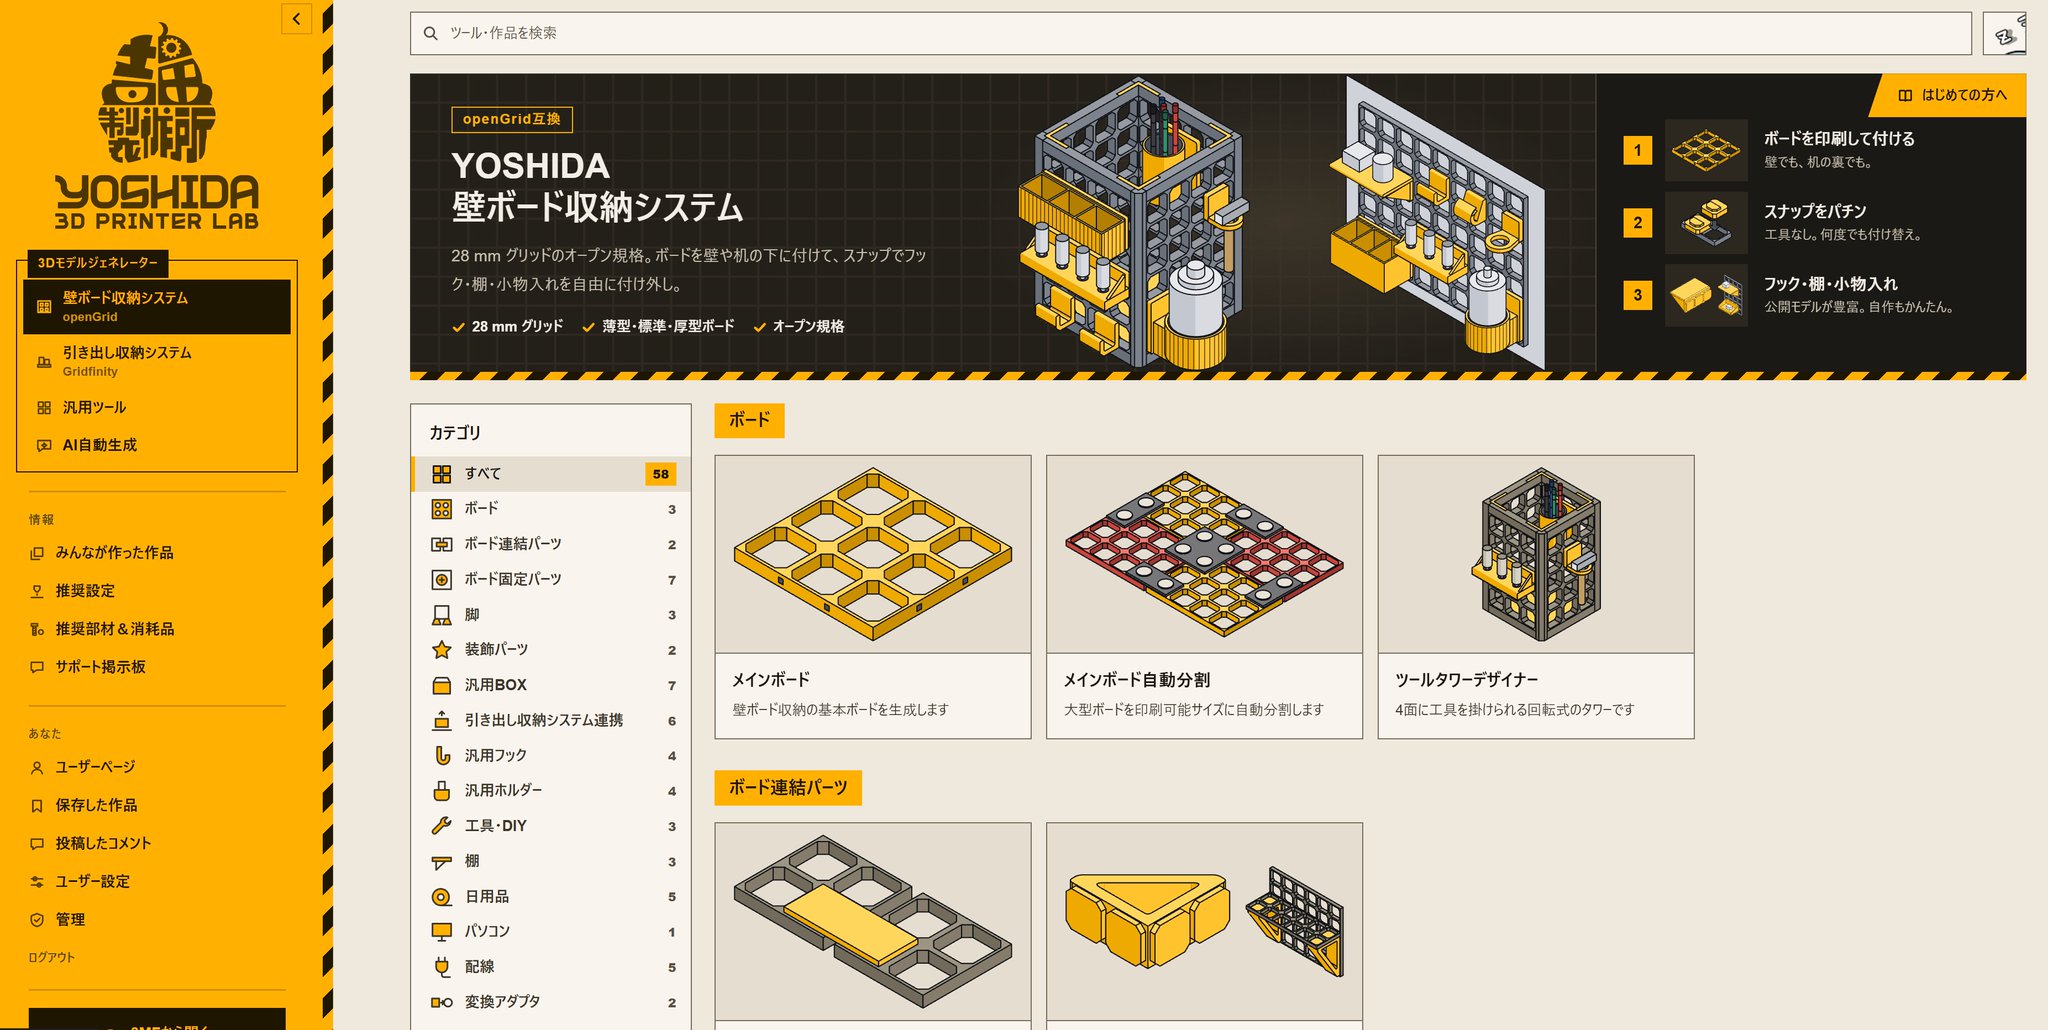 吉田
製作所
YOSHIDA
3D PRINTER LAB
3Dモデルジェネレーター
壁ボード収納システム
openGrid
引き出し収納システム
Gridfinity
汎用ツール
AI自動生成
情報
みんなが作った作品
推奨設定
推奨部材＆消耗品
サポート掲示板
あなた
ユーザーページ
保存した作品
投稿したコメント
ユーザー設定
管理
ログアウト
ツール・作品を検索
openGrid互換
YOSHIDA
壁ボード収納システム
28 mm グリッドのオープン規格。ボードを壁や机の下に付けて、スナップでフッ
ク・棚・小物入れを自由に付け外し。
28 mm グリッド 薄型・標準・厚型ボード オープン規格
はじめての方へ
1 ボードを印刷して付ける
壁でも、机の裏でも。
2 スナップをパチン
工具なし。何度でも付け替え。
3 フック・棚・小物入れ
公開モデルが豊富。自作もかんたん。
カテゴリ
すべて 58
ボード 3
ボード連結パーツ 2
ボード固定パーツ 7
脚 3
装飾パーツ 2
汎用BOX 7
引き出し収納システム連携 6
汎用フック 4
汎用ホルダー 4
工具・DIY 3
棚 3
日用品 5
パソコン 1
配線 5
変換アダプタ 2
ボード
メインボード
壁ボード収納の基本ボードを生成します
メインボード自動分割
大型ボードを印刷可能サイズに自動分割します
ツールタワーデザイナー
4面に工具を掛けられる回転式のタワーです
ボード連結パーツ